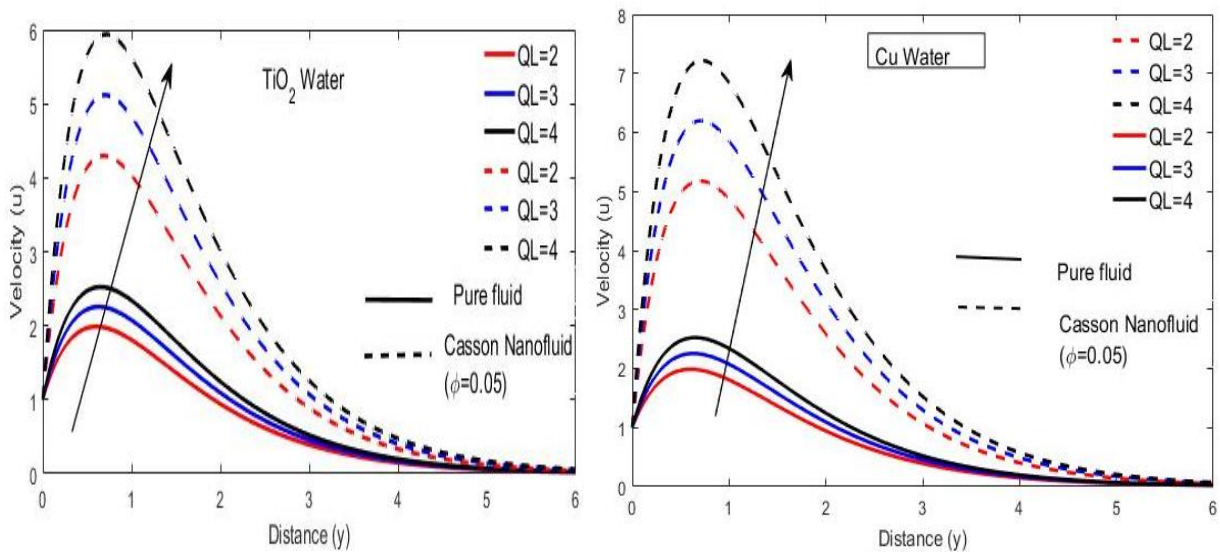 TiO2 Water
QL=2
QL=3
QL=4
QL=2
QL=3
QL=4
Pure fluid
Casson Nanofluid
(ϕ=0.05)
Velocity (u)
6
5
4
3
2
1
0
0 1 2 3 4 5 6
Distance (y)
Cu Water
QL=2
QL=3
QL=4
QL=2
QL=3
QL=4
Pure fluid
Casson Nanofluid
(ϕ=0.05)
Velocity (u)
8
7
6
5
4
3
2
1
0
0 1 2 3 4 5 6
Distance (y)